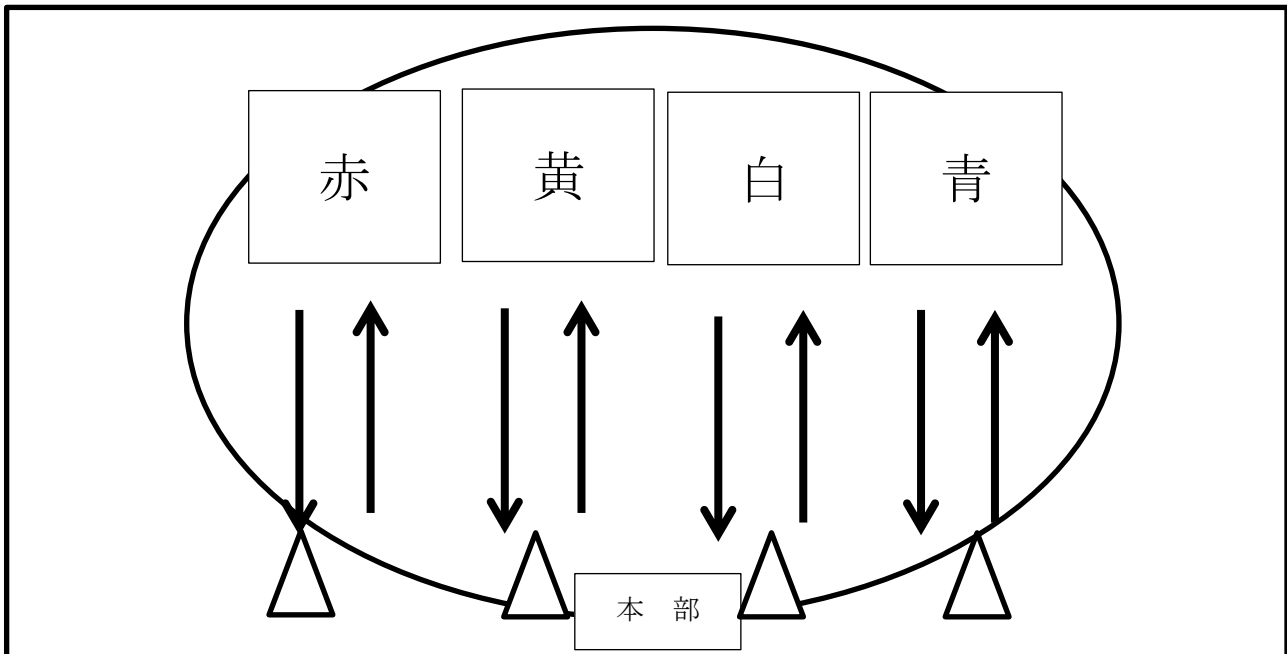 赤 黄 白 青
本 部